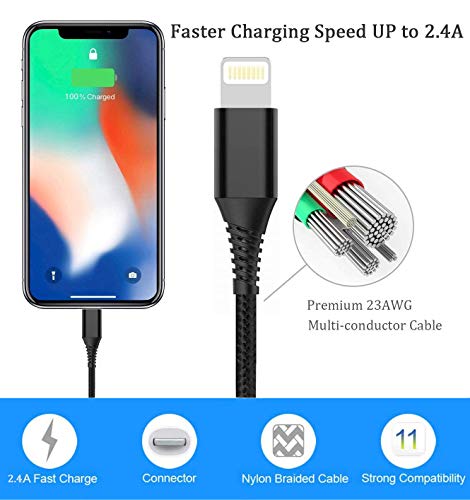 Faster Charging Speed UP to 2.4A
100% Charged
Premium 23AWG
Multi-conductor Cable
11
2.4A Fast Charge
Connector
Nylon Braided Cable
Strong Compatibility